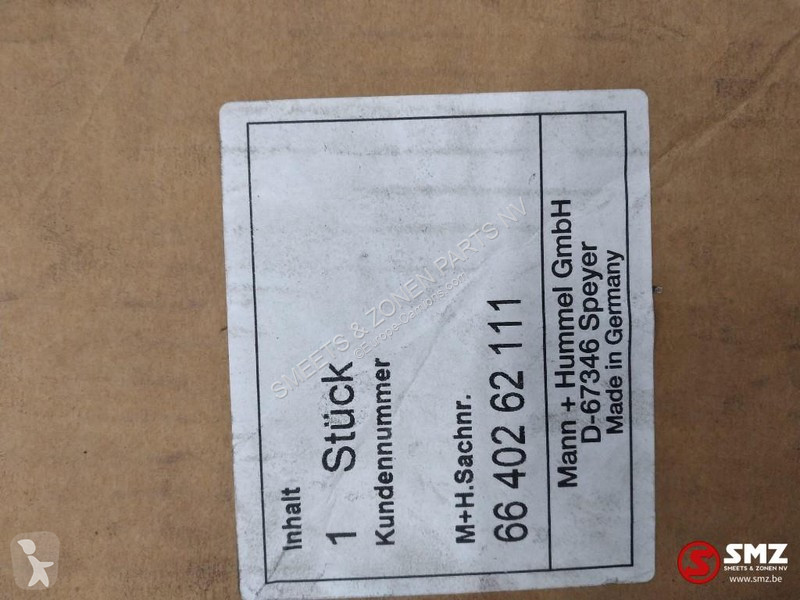 Inhalt
1 Stück
Kundennummer
M+H.Sachnr.
66 402 62 111
Mann + Hummel GmbH
D-67346 Speyer
Made in Germany
SMEETS & ZONEN PARTS NV
SMZ
SMEETS & ZONEN NV
www.smz.be